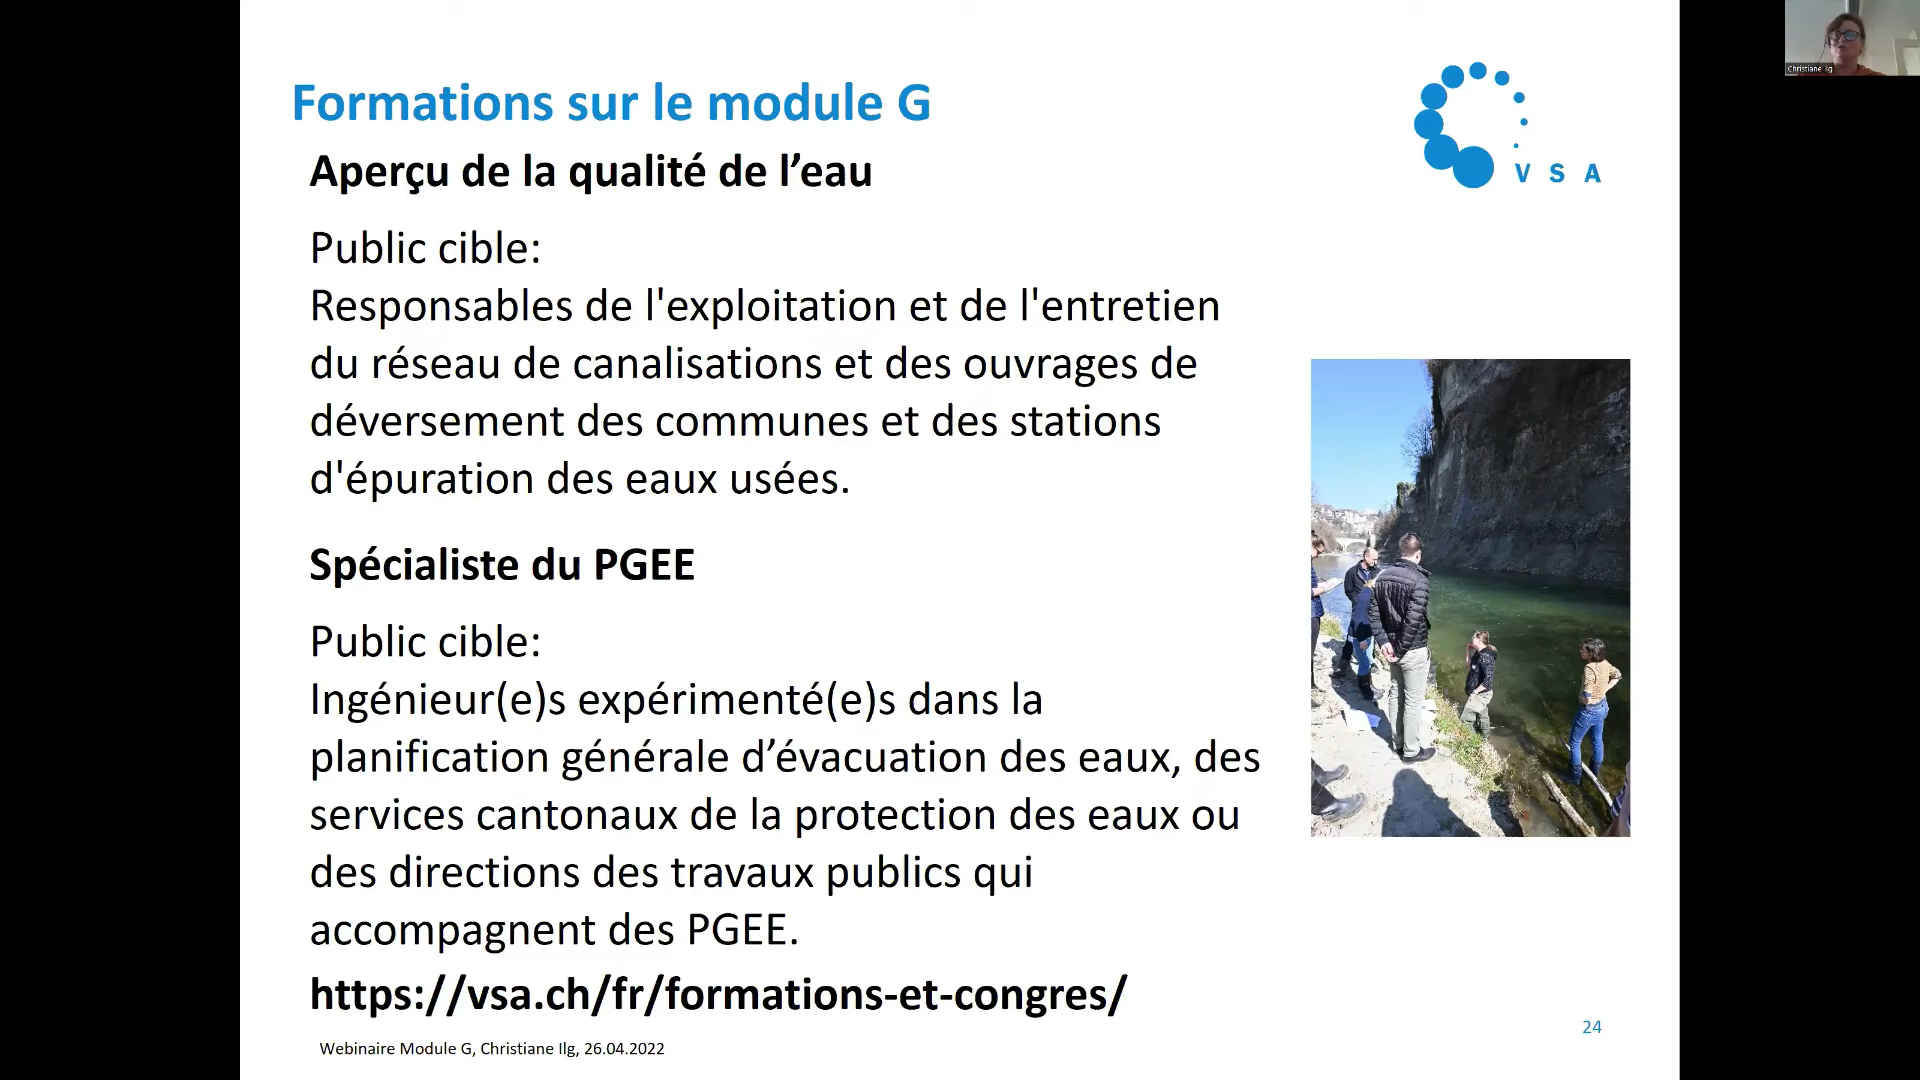 Formations sur le module G
Aperçu de la qualité de l’eau
Public cible:
Responsables de l'exploitation et de l'entretien
du réseau de canalisations et des ouvrages de
déversement des communes et des stations
d'épuration des eaux usées.
Spécialiste du PGEE
Public cible:
Ingénieur(e)s expérimenté(e)s dans la
planification générale d’évacuation des eaux, des
services cantonaux de la protection des eaux ou
des directions des travaux publics qui
accompagnent des PGEE.
https://vsa.ch/fr/formations-et-congres/
Webinaire Module G, Christiane Ilg, 26.04.2022
24
VSA
Christiane Ilg